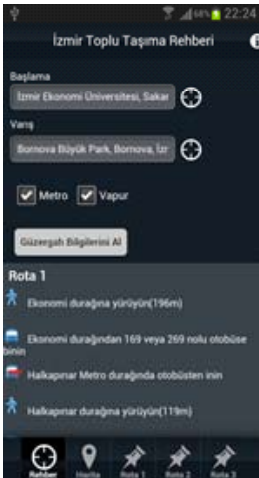 22:24
İzmir Toplu Taşıma Rehberi
Başlama
İzmir Ekonomi Üniversitesi, Sakar
Varış
Bornova Büyük Park, Bornova, İzr
Metro Vapur
Güzergah Bilgilerini Al
Rota 1
Ekonomi durağına yürüyün(196m)
Ekonomi durağından 169 veya 269 nolu otobüse
binin
Halkapınar Metro durağında otobüsten inin
Halkapınar durağına yürüyün(119m)
Rehber Harita Rota 1 Rota 2 Rota 3